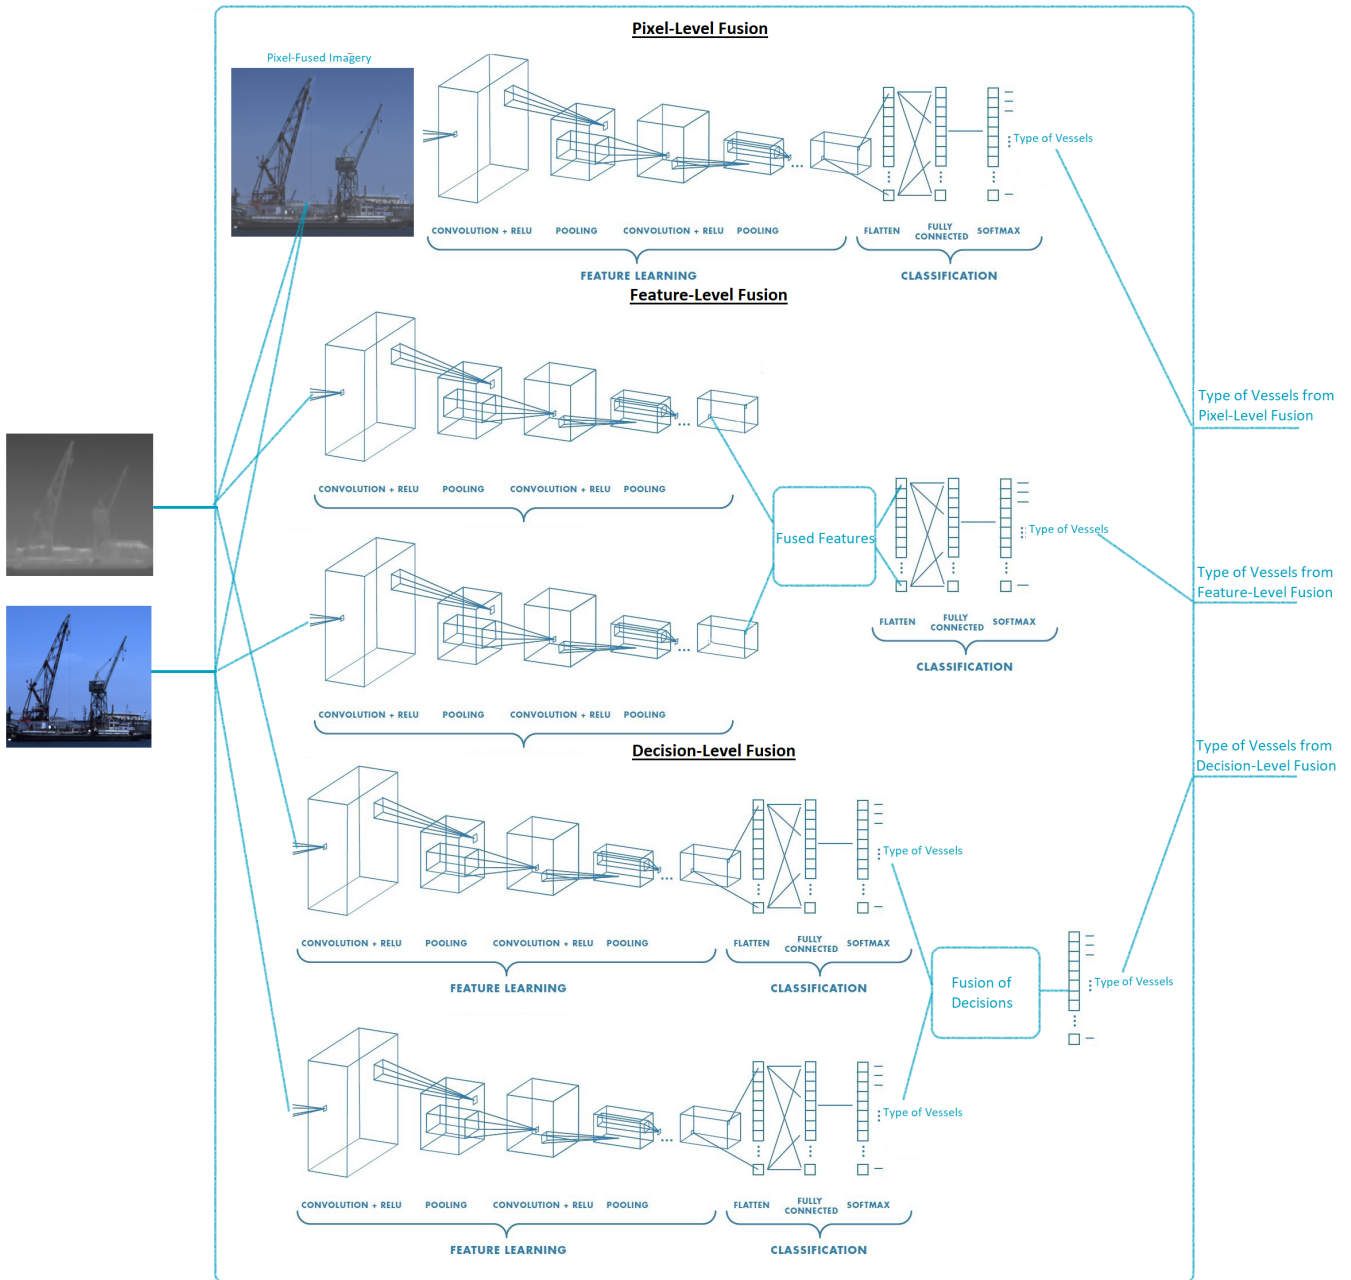 Pixel-Level Fusion
Pixel-Fused Imagery
Type of Vessels
CONVOLUTION + RELU POOLING CONVOLUTION + RELU POOLING FLATTEN FULLY CONNECTED SOFTMAX
FEATURE LEARNING CLASSIFICATION
Feature-Level Fusion
Type of Vessels from
Pixel-Level Fusion
CONVOLUTION + RELU POOLING CONVOLUTION + RELU POOLING
Fused Features
Type of Vessels
Type of Vessels from
Feature-Level Fusion
FLATTEN FULLY CONNECTED SOFTMAX
CLASSIFICATION
CONVOLUTION + RELU POOLING CONVOLUTION + RELU POOLING
Decision-Level Fusion
Type of Vessels from
Decision-Level Fusion
Type of Vessels
CONVOLUTION + RELU POOLING CONVOLUTION + RELU POOLING FLATTEN FULLY CONNECTED SOFTMAX
FEATURE LEARNING CLASSIFICATION
Fusion of
Decisions
Type of Vessels
Type of Vessels
CONVOLUTION + RELU POOLING CONVOLUTION + RELU POOLING FLATTEN FULLY CONNECTED SOFTMAX
FEATURE LEARNING CLASSIFICATION